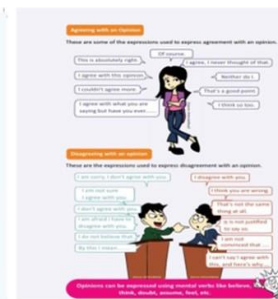 Agreeing with an Opinion
These are some of the expressions used to express agreement with an opinion.
Of course.
This is absolutely right.
I agree, I never thought of that.
I agree with this opinion.
Neither do I.
I couldn't agree more.
That's a good point.
I agree with what you are
saying but have you ever......
I think so too.
Disagreeing with an opinion
These are the expressions used to express disagreement with an opinion.
I am sorry, I don't agree with you.
I disagree with you.
I am not sure
I agree with you.
I think you are wrong.
I don't agree with you.
That's not the same
thing at all.
I am afraid I have to
disagree with you.
is not justified
to say so.
I do not believe that
I am not
convinced that
I can't say I agree with
this, and here's why
Opinions can be expressed using mental verbs like believe,
think, doubt, assume, feel, etc.